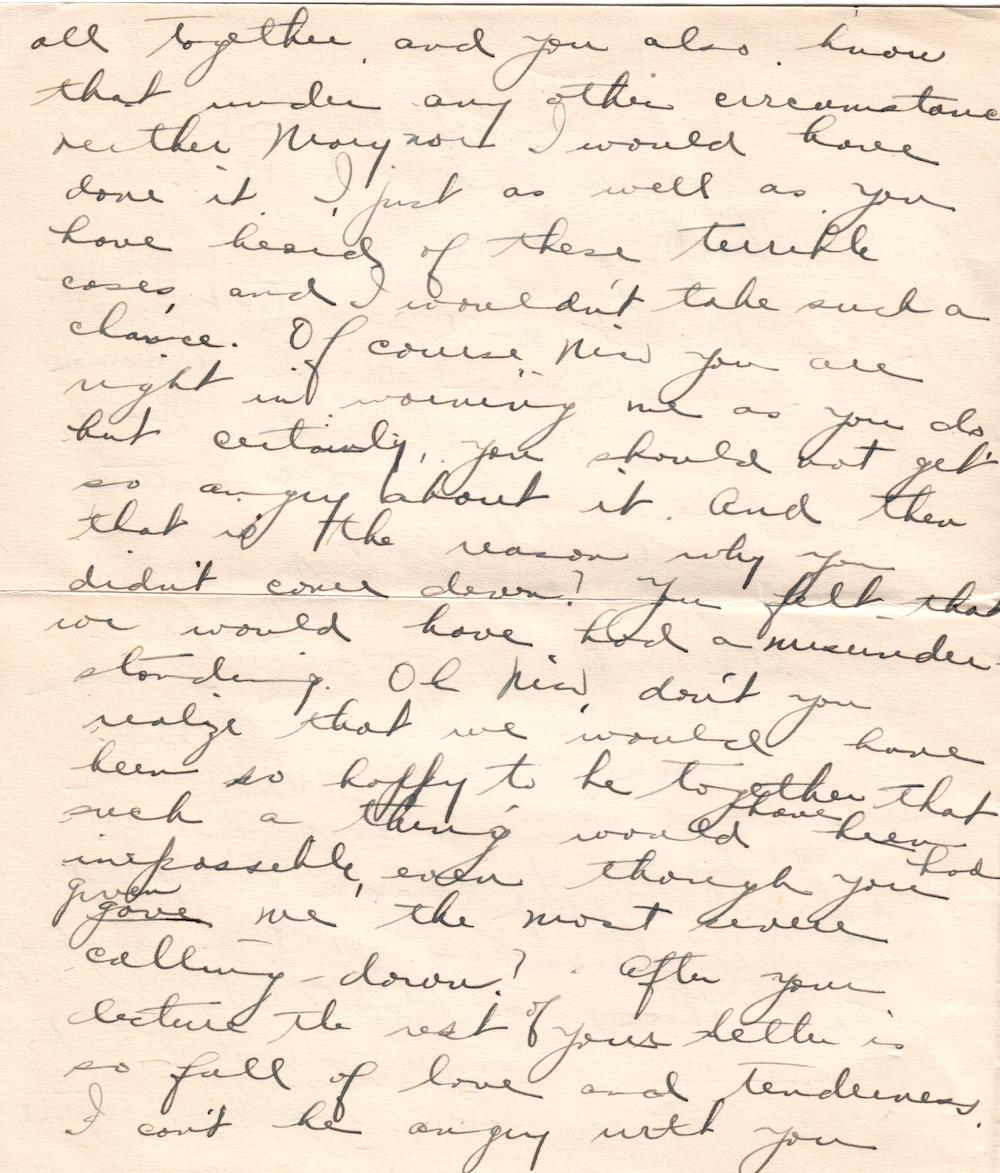 all together and you also know
that under any other circumstance
neither Mary nor I would have
done it. I, just as well as you
have heard of these terrible
cases, and I wouldn't take such a
chance. Of course, you are
right in warning me as you do,
but certainly, you should not get
so angry about it. And then
that is the reason why you
didn't come down? You felt that
we would have had a misunder-
standing. Oh don't you
realize that we would have
been so happy to be together that
such a thing would have been
impossible, even though you had
given
gave me the most severe
calling-down? After your
lecture the rest of your letter is
so full of love and tenderness,
I can't be angry with you